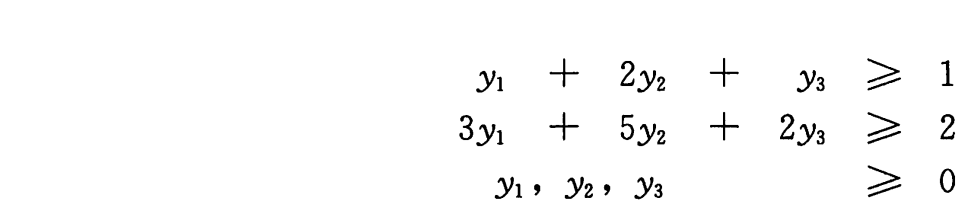 y₁ + 2y₂ + y₃ ⩾ 1
3y₁ + 5y₂ + 2y₃ ⩾ 2
y₁, y₂, y₃ ⩾ 0